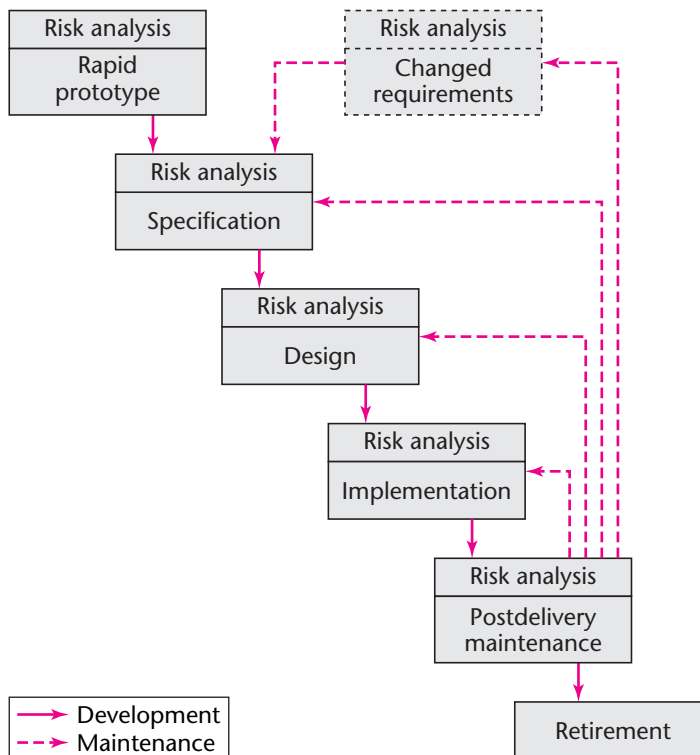 Risk analysis
Rapid
prototype
Risk analysis
Changed
requirements
Risk analysis
Specification
Risk analysis
Design
Risk analysis
Implementation
Risk analysis
Postdelivery
maintenance
Retirement
Development
Maintenance